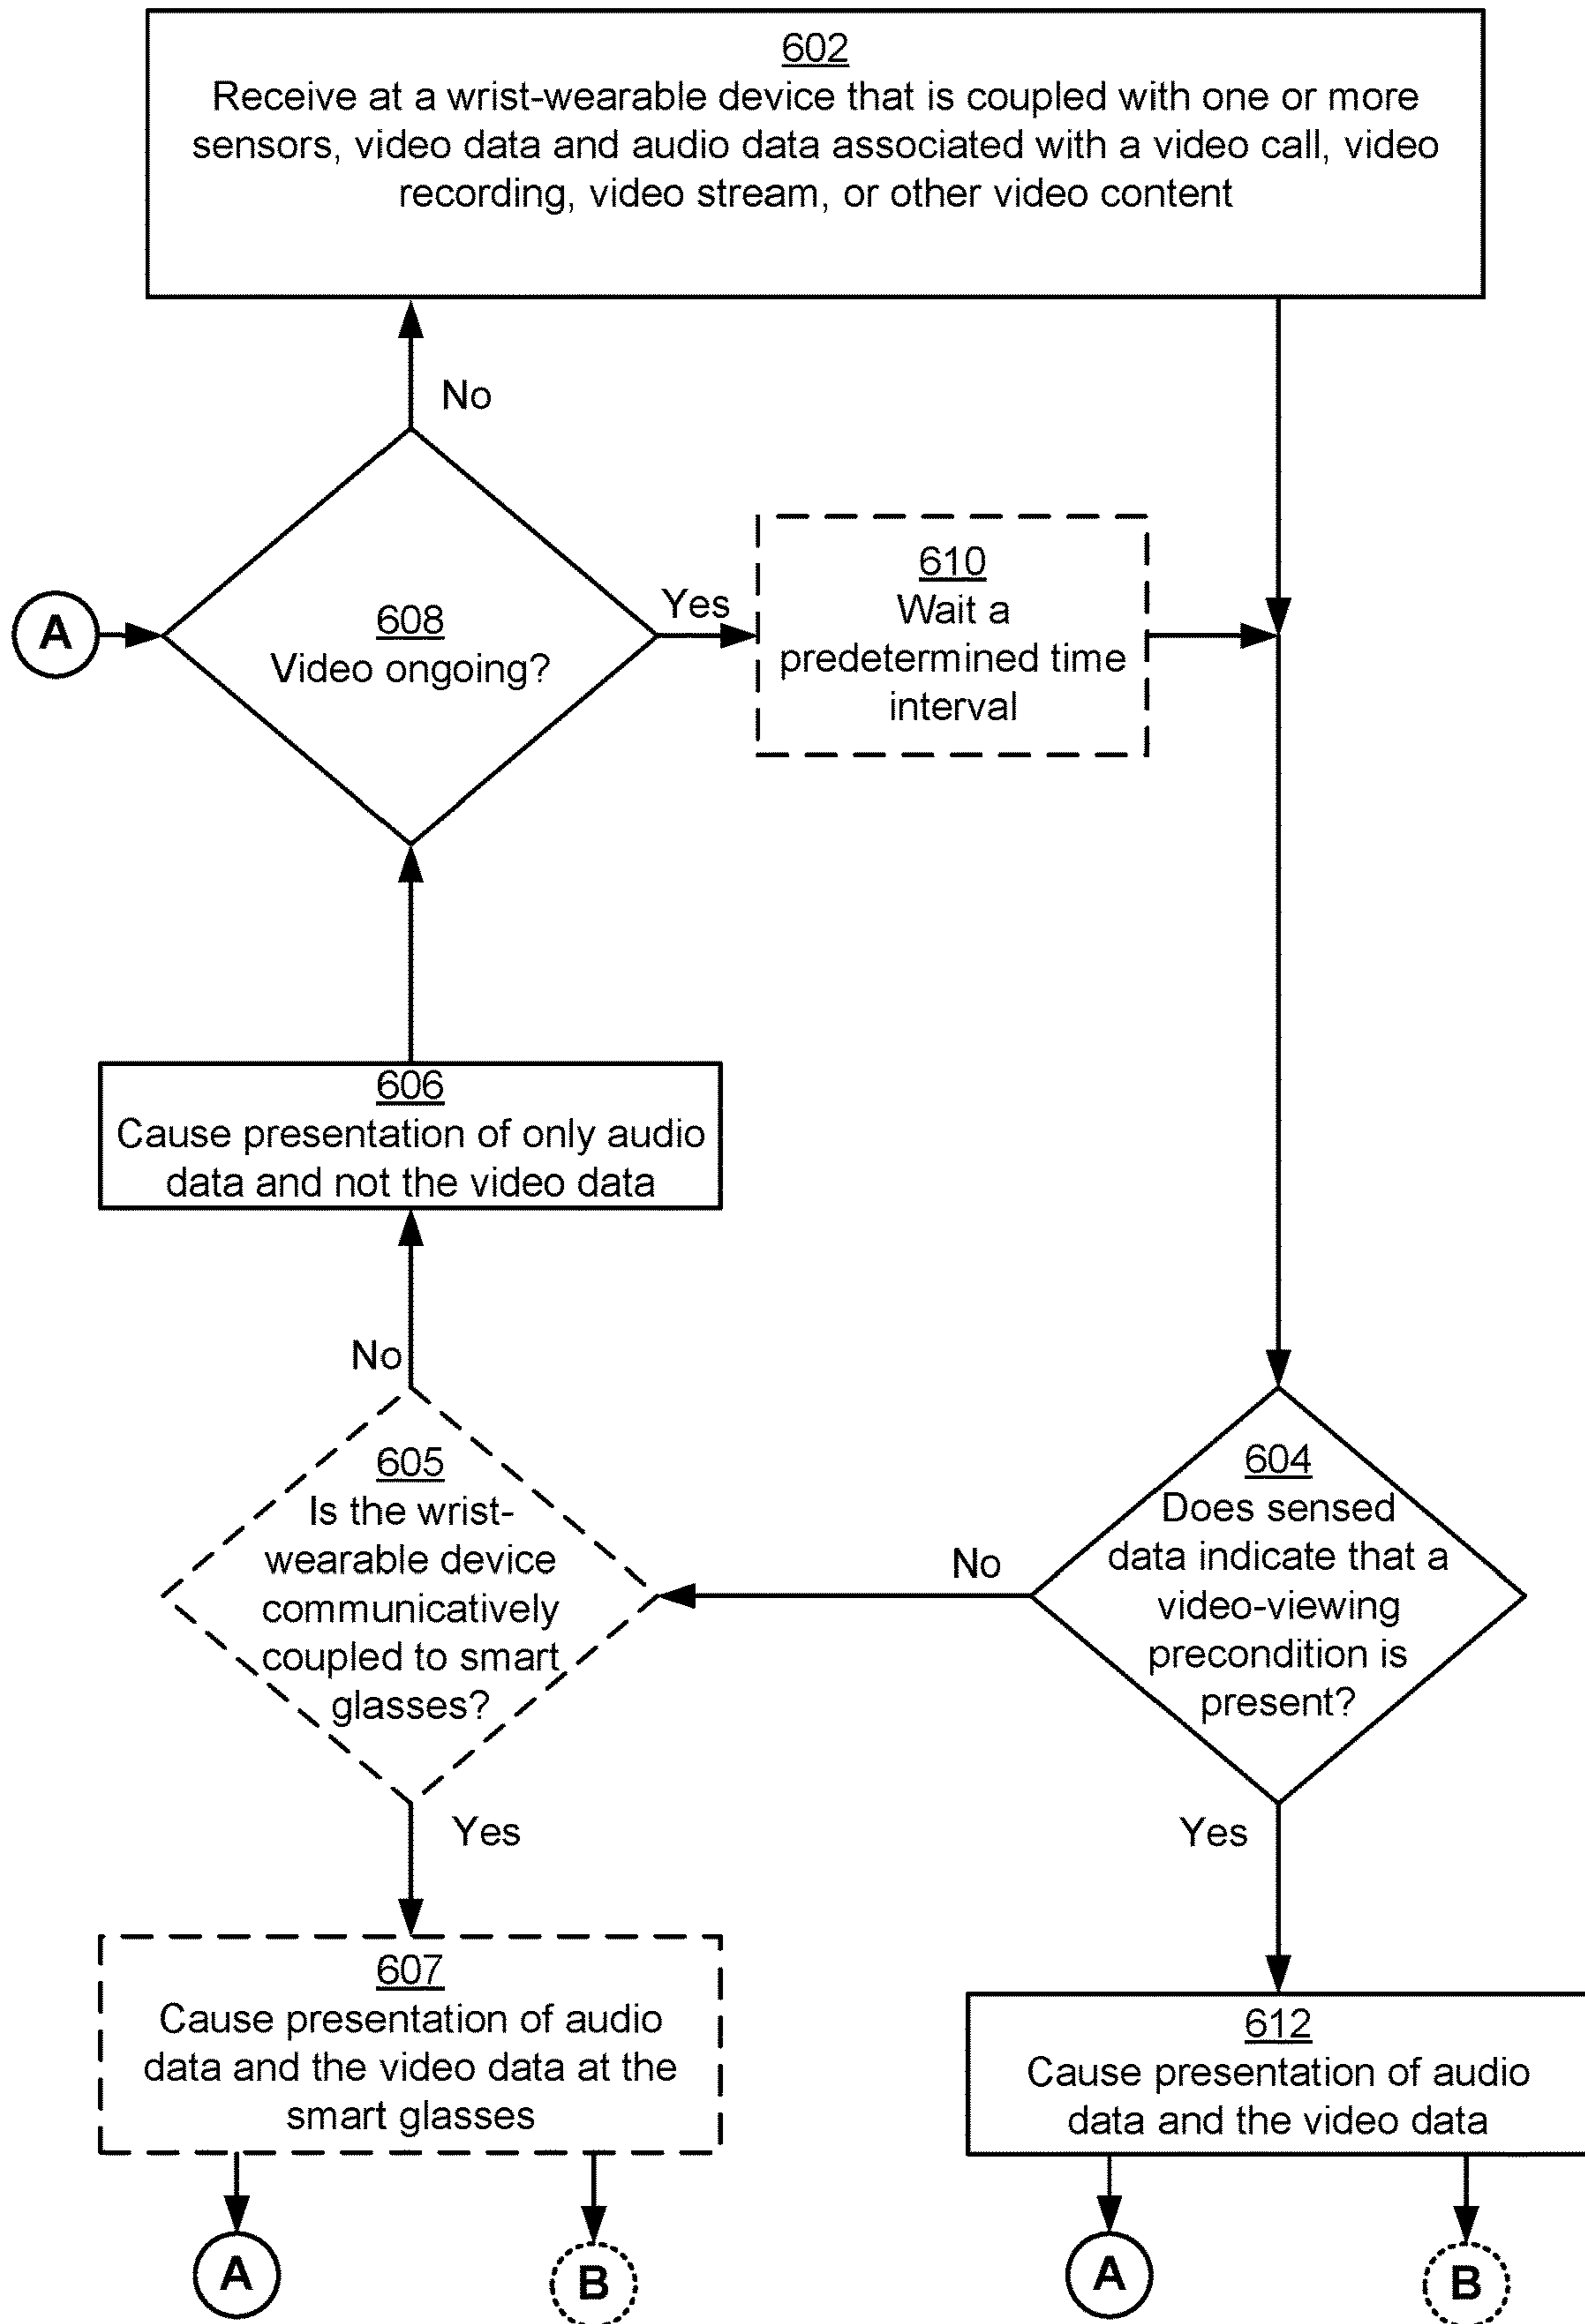 602
Receive at a wrist-wearable device that is coupled with one or more
sensors, video data and audio data associated with a video call, video
recording, video stream, or other video content
No
A
608
Video ongoing?
Yes
610
Wait a
predetermined time
interval
606
Cause presentation of only audio
data and not the video data
No
605
Is the wrist-
wearable device
communicatively
coupled to smart
glasses?
No
604
Does sensed
data indicate that a
video-viewing
precondition is
present?
Yes
Yes
607
Cause presentation of audio
data and the video data at the
smart glasses
612
Cause presentation of audio
data and the video data
A
B
A
B